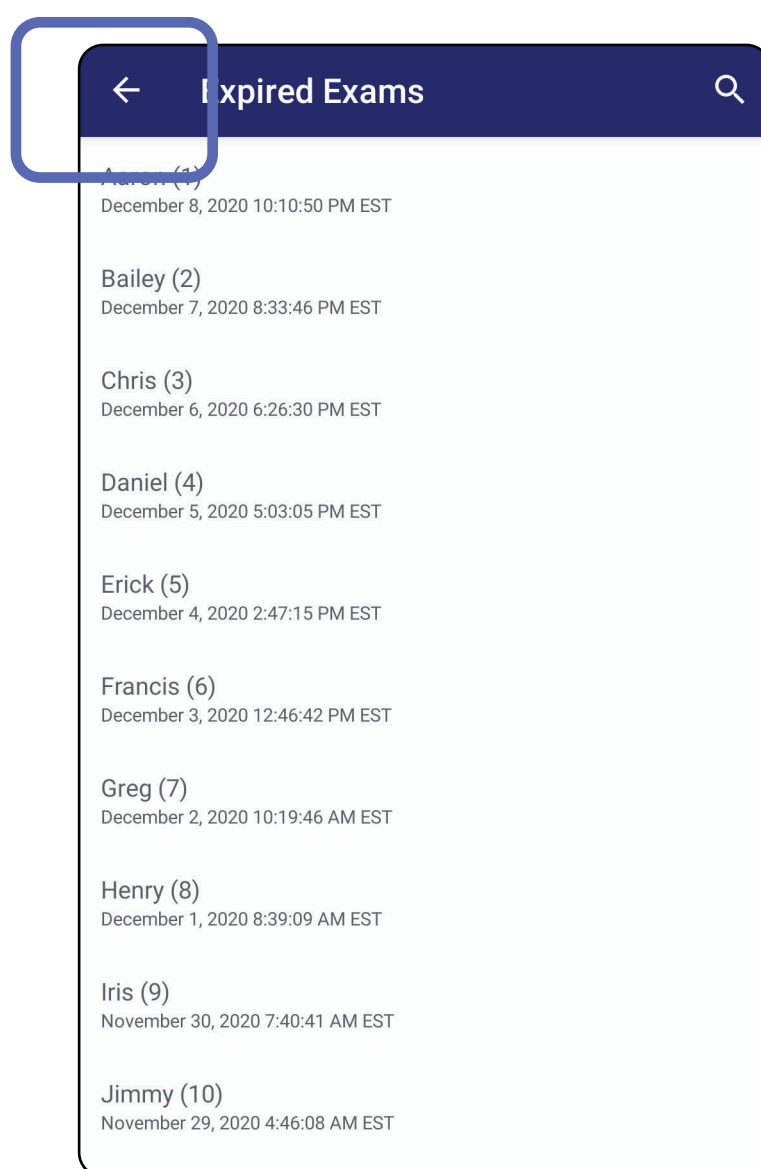 Expired Exams
Aaron (1)
December 8, 2020 10:10:50 PM EST
Bailey (2)
December 7, 2020 8:33:46 PM EST
Chris (3)
December 6, 2020 6:26:30 PM EST
Daniel (4)
December 5, 2020 5:03:05 PM EST
Erick (5)
December 4, 2020 2:47:15 PM EST
Francis (6)
December 3, 2020 12:46:42 PM EST
Greg (7)
December 2, 2020 10:19:46 AM EST
Henry (8)
December 1, 2020 8:39:09 AM EST
Iris (9)
November 30, 2020 7:40:41 AM EST
Jimmy (10)
November 29, 2020 4:46:08 AM EST